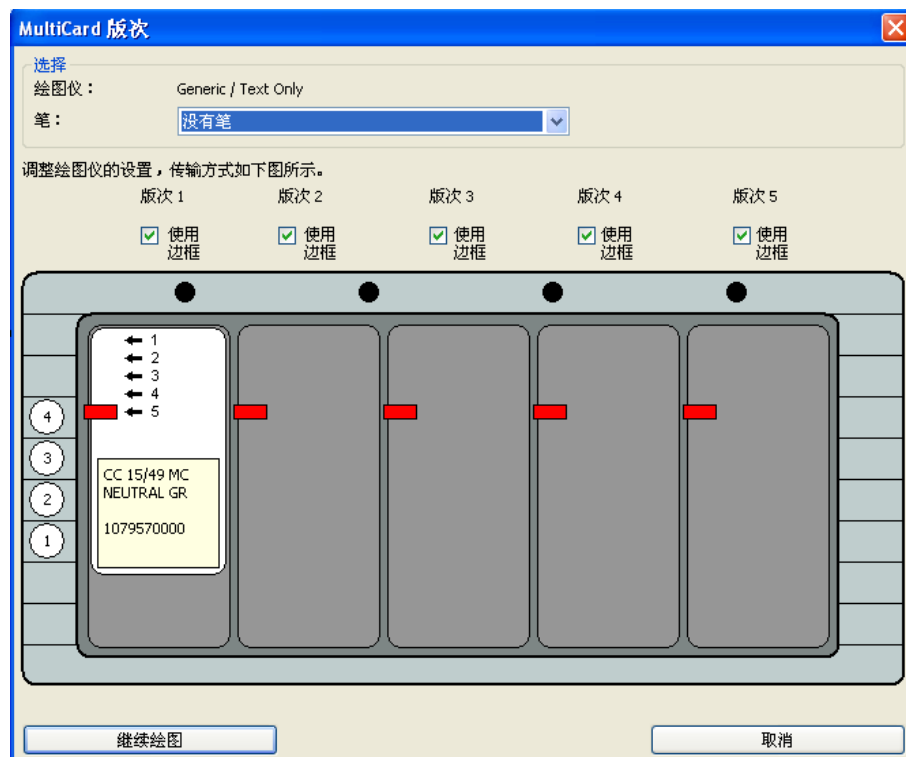 MultiCard 版次
选择
绘图仪： Generic / Text Only
笔： 没有笔
调整绘图仪的设置，传输方式如下图所示。
版次 1 版次 2 版次 3 版次 4 版次 5
使用 使用 使用 使用 使用
边框 边框 边框 边框 边框
1
2
3
4
5
4
3
2
1
CC 15/49 MC
NEUTRAL GR
1079570000
继续绘图 取消